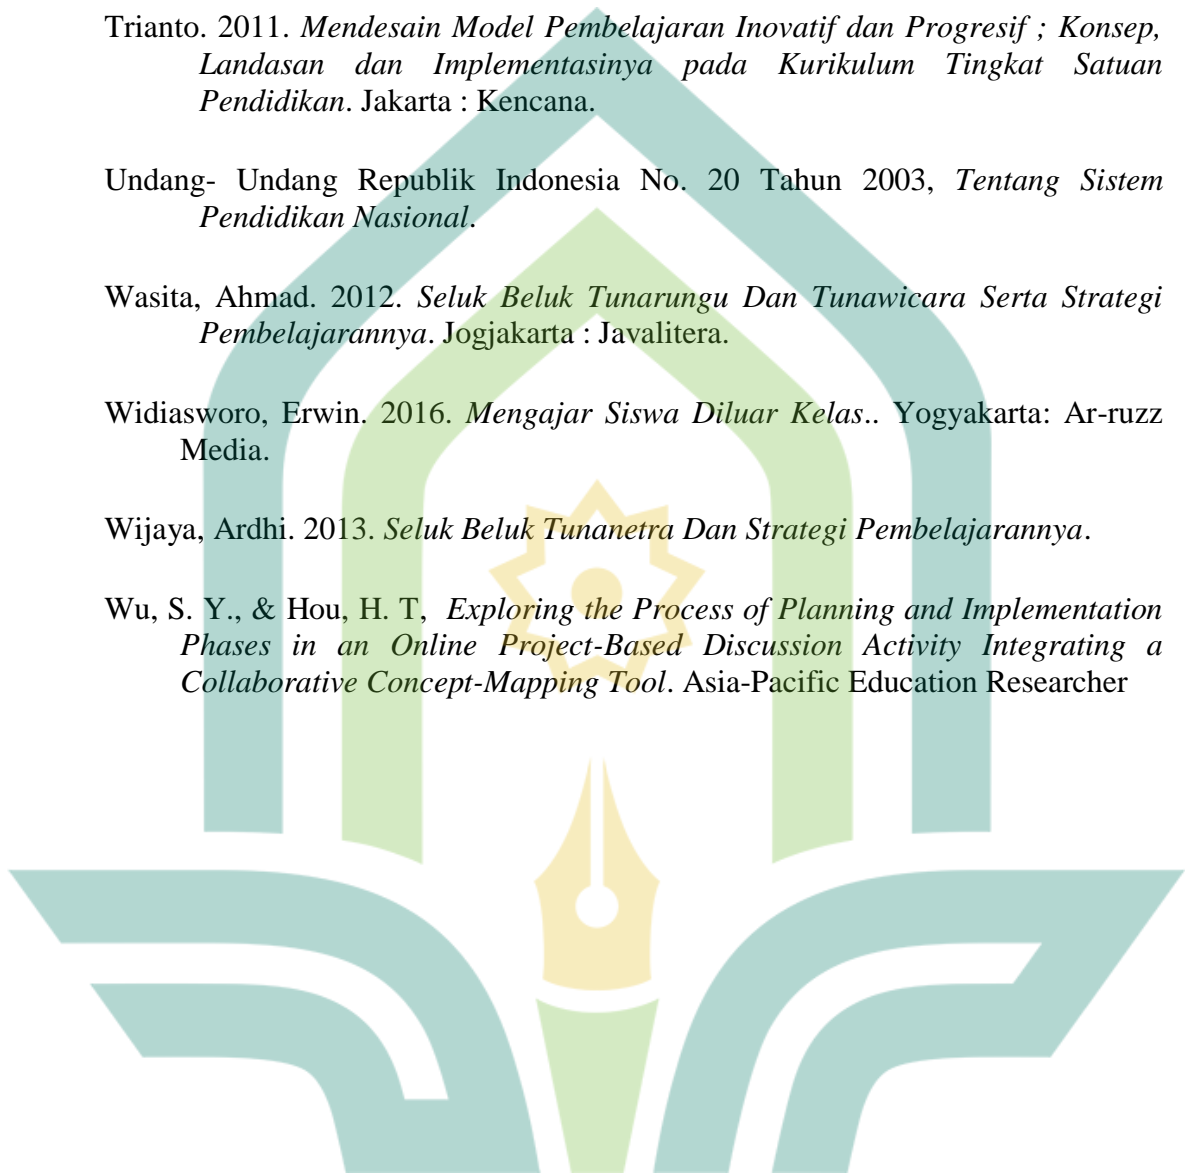 Trianto. 2011. Mendesain Model Pembelajaran Inovatif dan Progresif ; Konsep,
Landasan dan Implementasinya pada Kurikulum Tingkat Satuan
Pendidikan. Jakarta : Kencana.
Undang- Undang Republik Indonesia No. 20 Tahun 2003, Tentang Sistem
Pendidikan Nasional.
Wasita, Ahmad. 2012. Seluk Beluk Tunarungu Dan Tunawicara Serta Strategi
Pembelajarannya. Jogjakarta : Javalitera.
Widiasworo, Erwin. 2016. Mengajar Siswa Diluar Kelas.. Yogyakarta: Ar-ruzz
Media.
Wijaya, Ardhi. 2013. Seluk Beluk Tunanetra Dan Strategi Pembelajarannya.
Wu, S. Y., & Hou, H. T, Exploring the Process of Planning and Implementation
Phases in an Online Project-Based Discussion Activity Integrating a
Collaborative Concept-Mapping Tool. Asia-Pacific Education Researcher